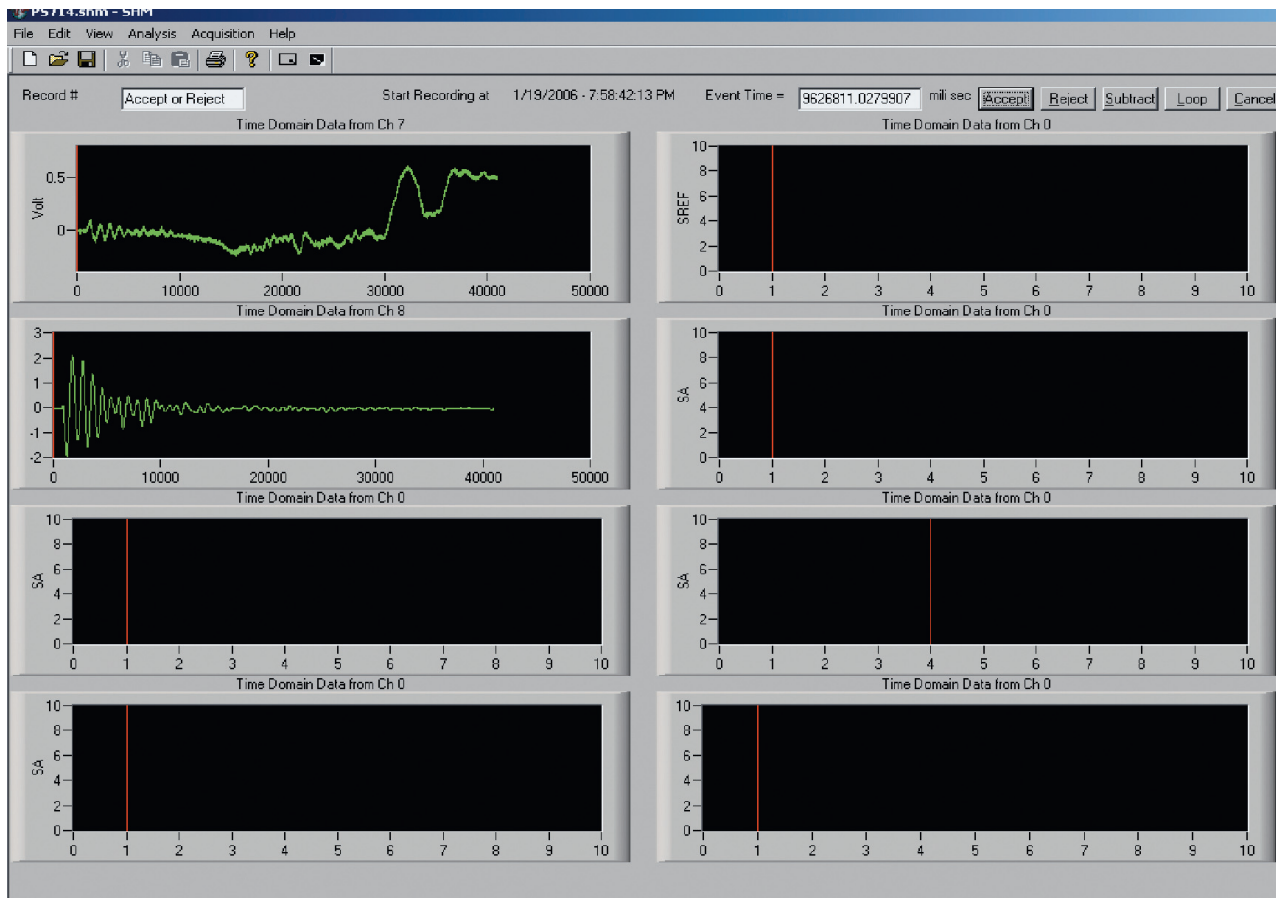 PS714.shm - SHM
File Edit View Analysis Acquisition Help
Record # Accept or Reject Start Recording at 1/19/2006 - 7:58:42:13 PM Event Time = 9626811.0279907 mili sec Accept Reject Subtract Loop Cancel
Time Domain Data from Ch 7
Volt
0.5
0
0 10000 20000 30000 40000 50000
Time Domain Data from Ch 0
SREF
10
8
6
4
2
0
0 1 2 3 4 5 6 7 8 9 10
Time Domain Data from Ch 8
3
2
1
0
-1
-2
0 10000 20000 30000 40000 50000
Time Domain Data from Ch 0
SA
10
8
6
4
2
0
0 1 2 3 4 5 6 7 8 9 10
Time Domain Data from Ch 0
SA
10
8
6
4
2
0
0 1 2 3 4 5 6 7 8 9 10
Time Domain Data from Ch 0
SA
10
8
6
4
2
0
0 1 2 3 4 5 6 7 8 9 10
Time Domain Data from Ch 0
SA
10
8
6
4
2
0
0 1 2 3 4 5 6 7 8 9 10
Time Domain Data from Ch 0
10
8
6
4
2
0
0 1 2 3 4 5 6 7 8 9 10